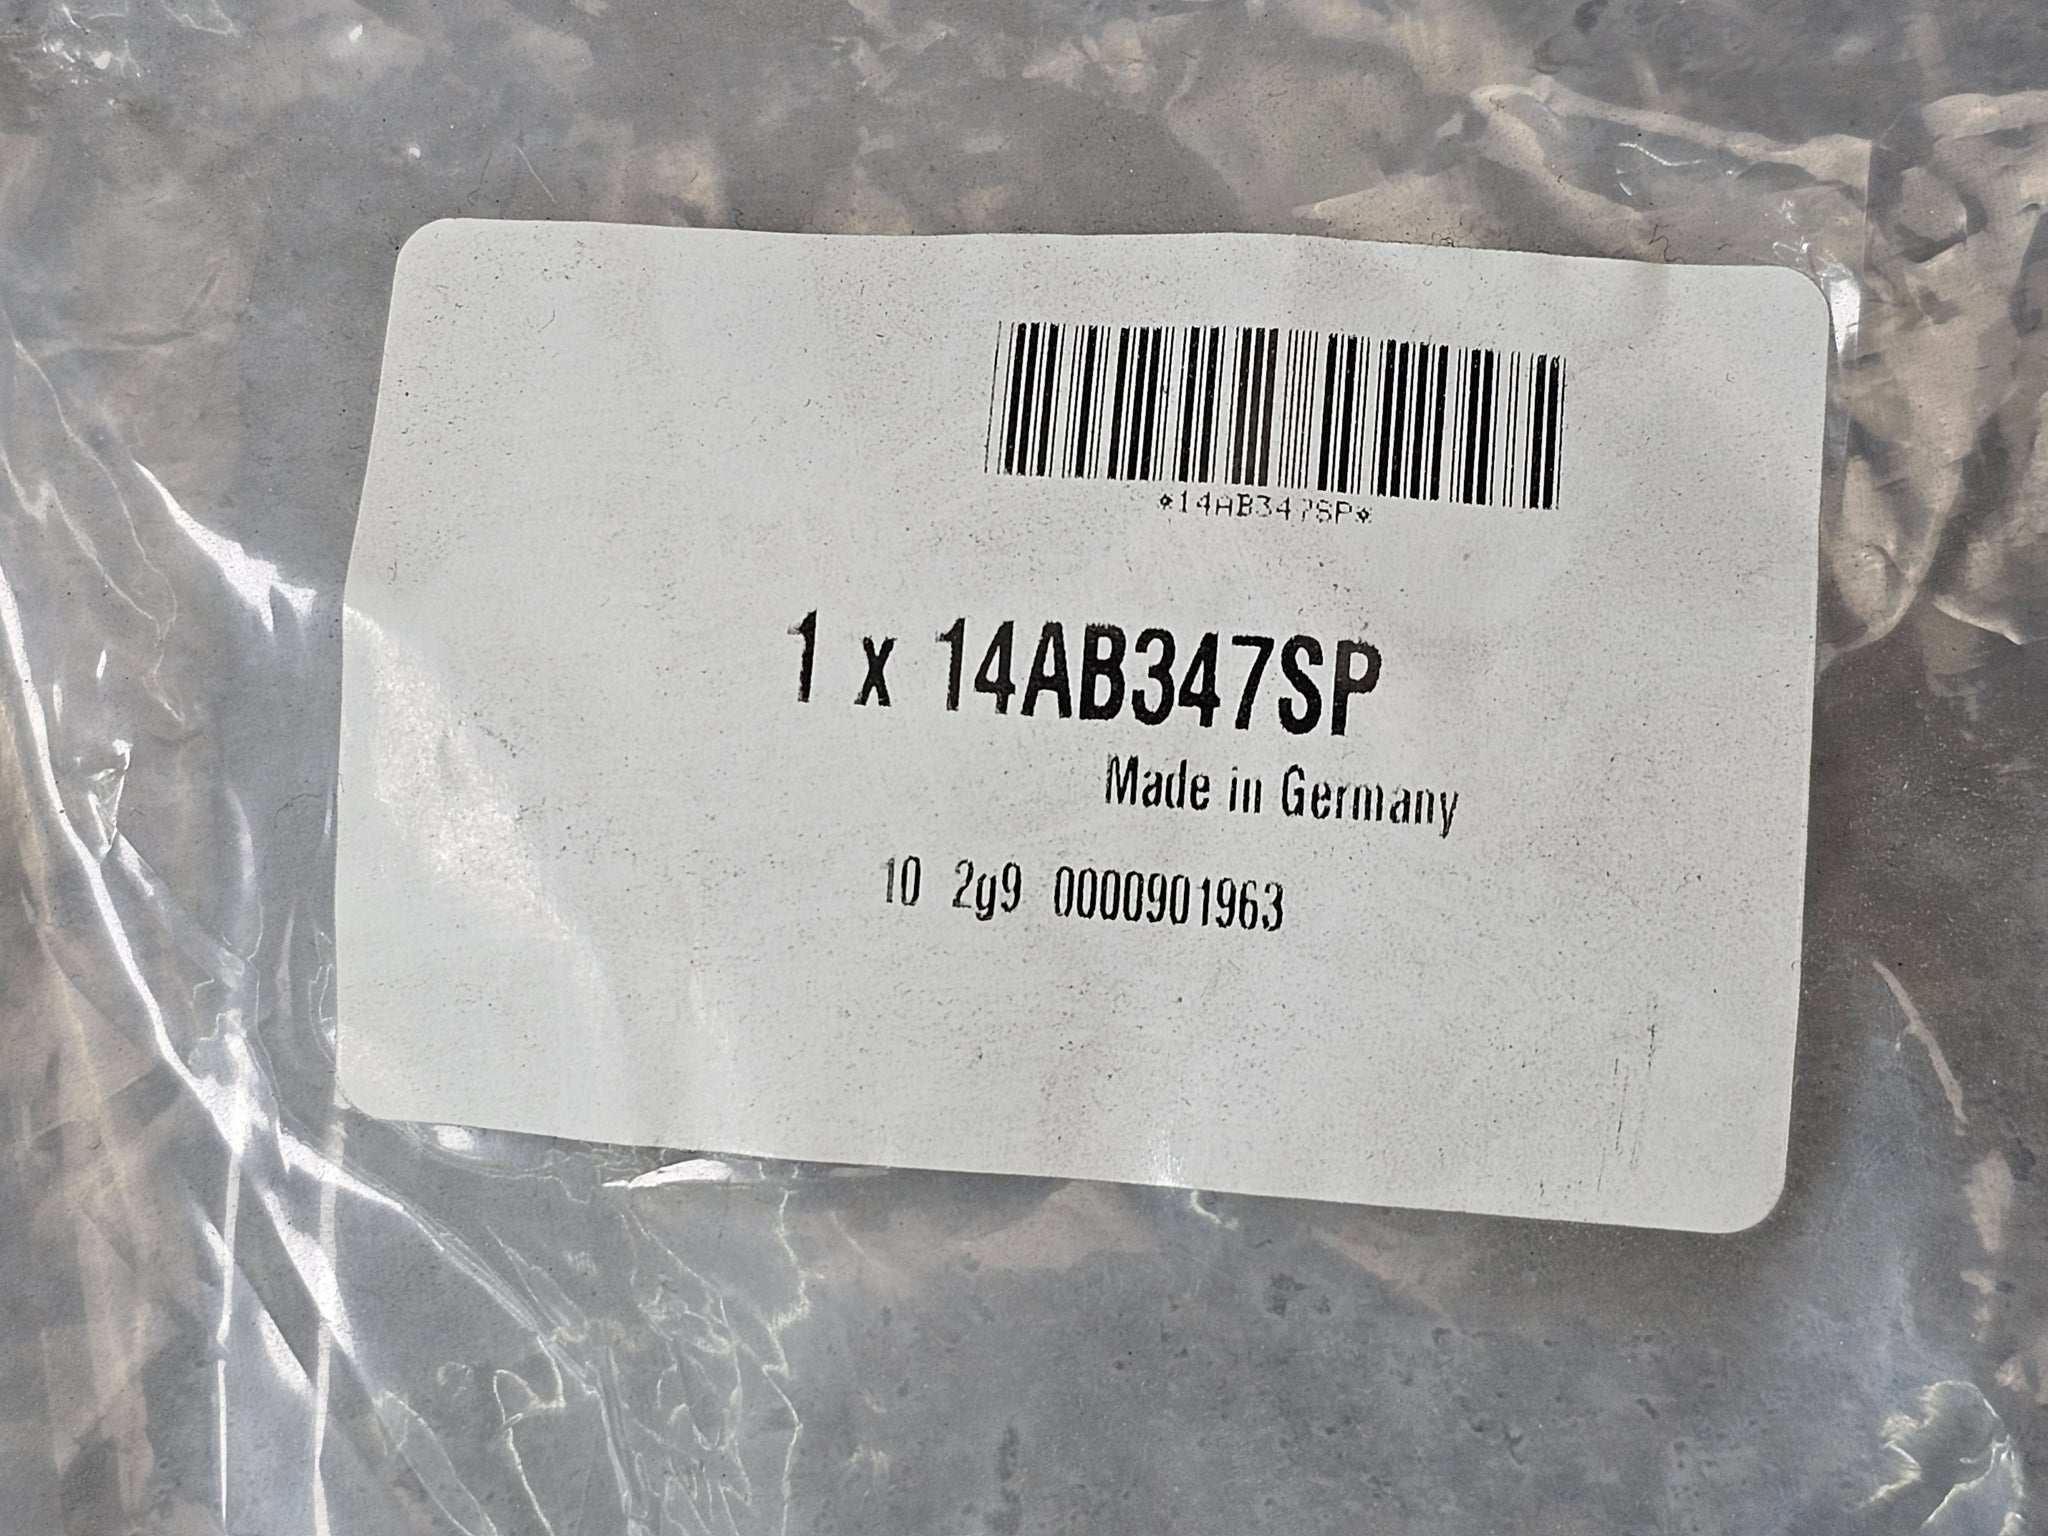 *14AB347SP*
1 x 14AB347SP
Made in Germany
10 2g9 0000901963